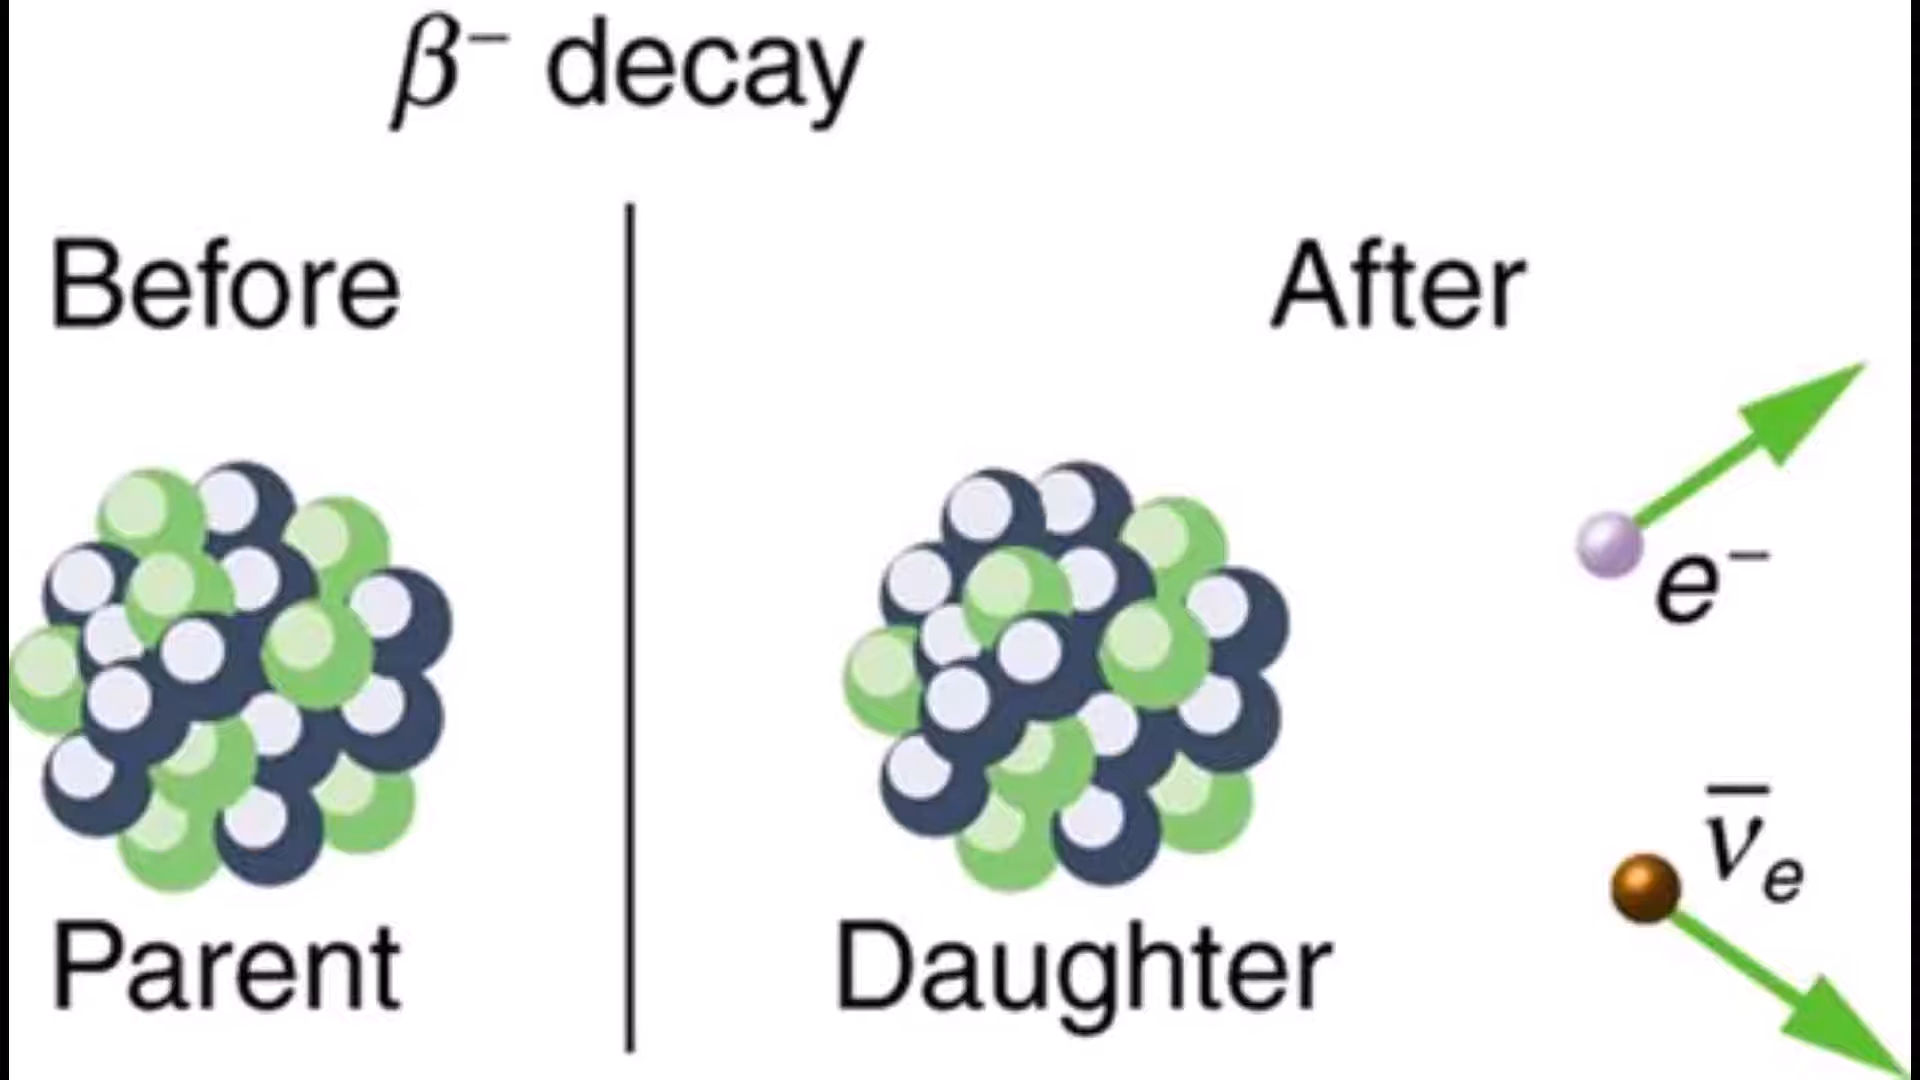 β⁻ decay
Before
After
e⁻
ν̅ₑ
Parent
Daughter